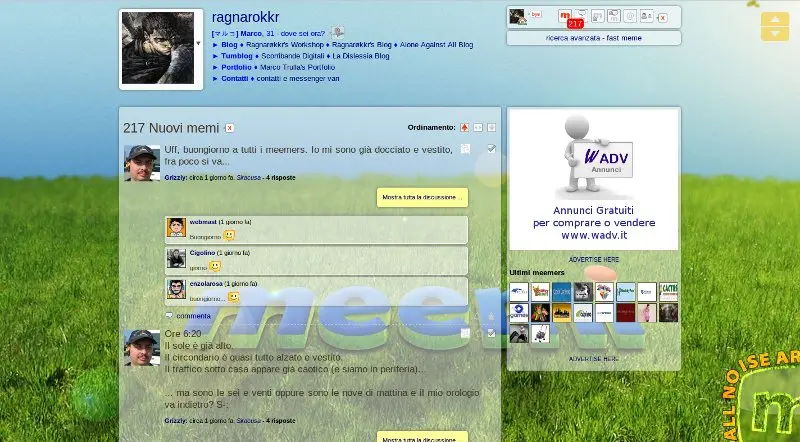 ragnarokkr
[マルコ] Marco, 31 - dove sei ora?
► Blog ♦ Ragnarøkkr's Workshop ♦ Ragnarøkkr's Blog ♦ Alone Against All Blog
► Tumblog ♦ Scontibande Digitali ♦ La Dislessia Blog
► Portfolio ♦ Marco Trulla's Portfolio
► Contatti ♦ contatti e messenger vari
bye
217
ricerca avanzata - fast meme
217 Nuovi memi
Ordinamento:
Uff, buongiorno a tutti i meemers. Io mi sono già docciato e vestito,
fra poco si va...
Grizzly: circa 1 giorno fa, Siracusa - 4 risposte
Mostra tutta la discussione ...
webmast (1 giorno fa)
Buongiorno
Cigolino (1 giorno fa)
giorno
enzolarosa (1 giorno fa)
buongiorno...
commenta
Ore 6:20
Il sole è già alto.
Il circondario è quasi tutto alzato e vestito.
Il traffico sotto casa appare già caotico (e siamo in periferia)...
... ma sono le sei e venti oppure sono le nove di mattina e il mio orologio
va indietro? S-:
Grizzly: circa 1 giorno fa, Siracusa - 4 risposte
Mostra tutta la discussione ...
WADV
Annunci
Annunci Gratuiti
per comprare o vendere
www.wadv.it
ADVERTISE HERE
Ultimi meemers
CACTUS
games
ADVERTISE HERE
meemi
ALL NOISE AR
m